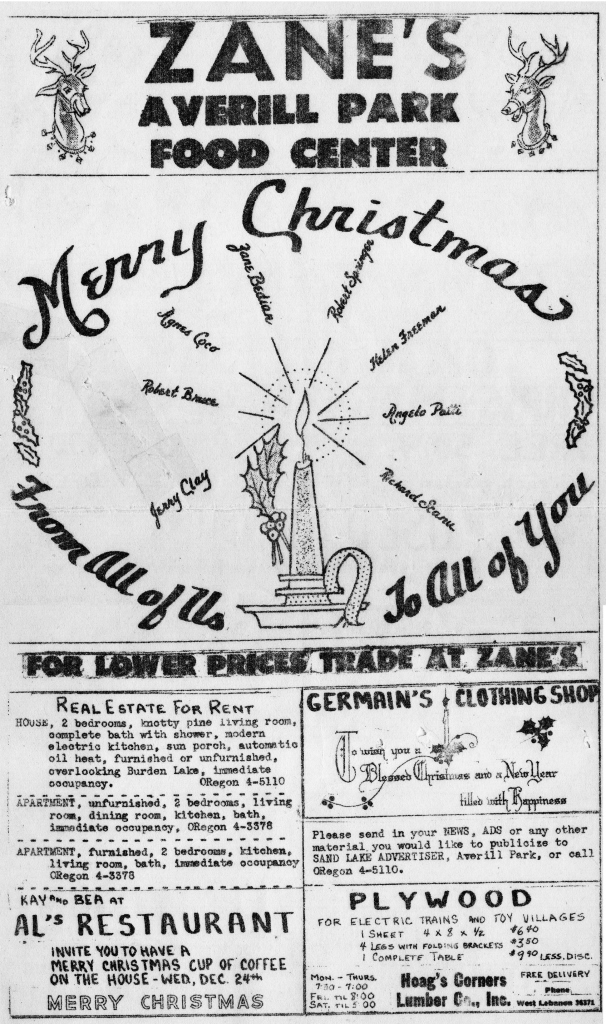 ZANE'S
AVERILL PARK
FOOD CENTER
Merry Christmas
Zane Bedian
Robert Springer
Agnes Coco
Helen Freeman
Robert Bruce
Angelo Patti
Jerry Clay
Richard
From All of Us
To All of You
FOR LOWER PRICES TRADE AT ZANE'S
REAL ESTATE FOR RENT
HOUSE, 2 bedrooms, knotty pine living room,
complete bath with shower, modern
electric kitchen, sun porch, automatic
oil heat, furnished or unfurnished,
overlooking Burden Lake, immediate
occupancy. ORegon 4-5110
APARTMENT, unfurnished, 2 bedrooms, living
room, dining room, kitchen, bath,
immediate occupancy, ORegon 4-3378
APARTMENT, furnished, 2 bedrooms, kitchen,
living room, bath, immediate occupancy
ORegon 4-3378
KAY AND BEA AT
AL'S RESTAURANT
INVITE YOU TO HAVE A
MERRY CHRISTMAS CUP OF COFFEE
ON THE HOUSE-WED, DEC. 24th
MERRY CHRISTMAS
GERMAIN'S CLOTHING SHOP
To wish you a
Blessed Christmas and a New Year
filled with Happiness
Please send in your NEWS, ADS or any other
material you would like to publicize to
SAND LAKE ADVERTISER, Averill Park, or call
ORegon 4-5110.
PLYWOOD
FOR ELECTRIC TRAINS AND TOY VILLAGES
1 SHEET 4 X 8 X 1/2 $6.40
4 LEGS WITH FOLDING BRACKETS $3.50
1 COMPLETE TABLE $9.90 LESS DISC.
MON. - THURS.
7:30 - 7:00
FRI. TIL 8:00
SAT. TIL 5:00
Hoag's Corners
Lumber Co., Inc.
FREE DELIVERY
Phone
West Lebanon